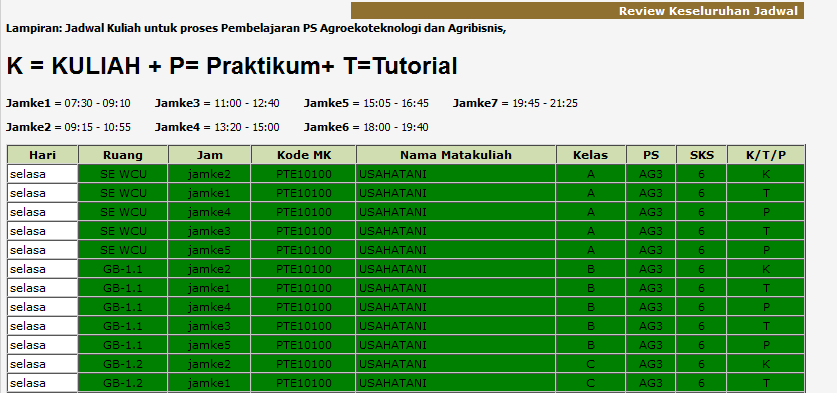 Review Keseluruhan Jadwal
Lampiran: Jadwal Kuliah untuk proses Pembelajaran PS Agroekoteknologi dan Agribisnis,
K = KULIAH + P= Praktikum+ T=Tutorial
Jamke1 = 07:30 - 09:10 Jamke3 = 11:00 - 12:40 Jamke5 = 15:05 - 16:45 Jamke7 = 19:45 - 21:25
Jamke2 = 09:15 - 10:55 Jamke4 = 13:20 - 15:00 Jamke6 = 18:00 - 19:40
Hari Ruang Jam Kode MK Nama Matakuliah Kelas PS SKS K/T/P
selasa SE WCU jamke2 PTE10100 USAHATANI A AG3 6 K
selasa SE WCU jamke1 PTE10100 USAHATANI A AG3 6 T
selasa SE WCU jamke4 PTE10100 USAHATANI A AG3 6 P
selasa SE WCU jamke3 PTE10100 USAHATANI A AG3 6 T
selasa SE WCU jamke5 PTE10100 USAHATANI A AG3 6 P
selasa GB-1.1 jamke2 PTE10100 USAHATANI B AG3 6 K
selasa GB-1.1 jamke1 PTE10100 USAHATANI B AG3 6 T
selasa GB-1.1 jamke4 PTE10100 USAHATANI B AG3 6 P
selasa GB-1.1 jamke3 PTE10100 USAHATANI B AG3 6 T
selasa GB-1.1 jamke5 PTE10100 USAHATANI B AG3 6 P
selasa GB-1.2 jamke2 PTE10100 USAHATANI C AG3 6 K
selasa GB-1.2 jamke1 PTE10100 USAHATANI C AG3 6 T